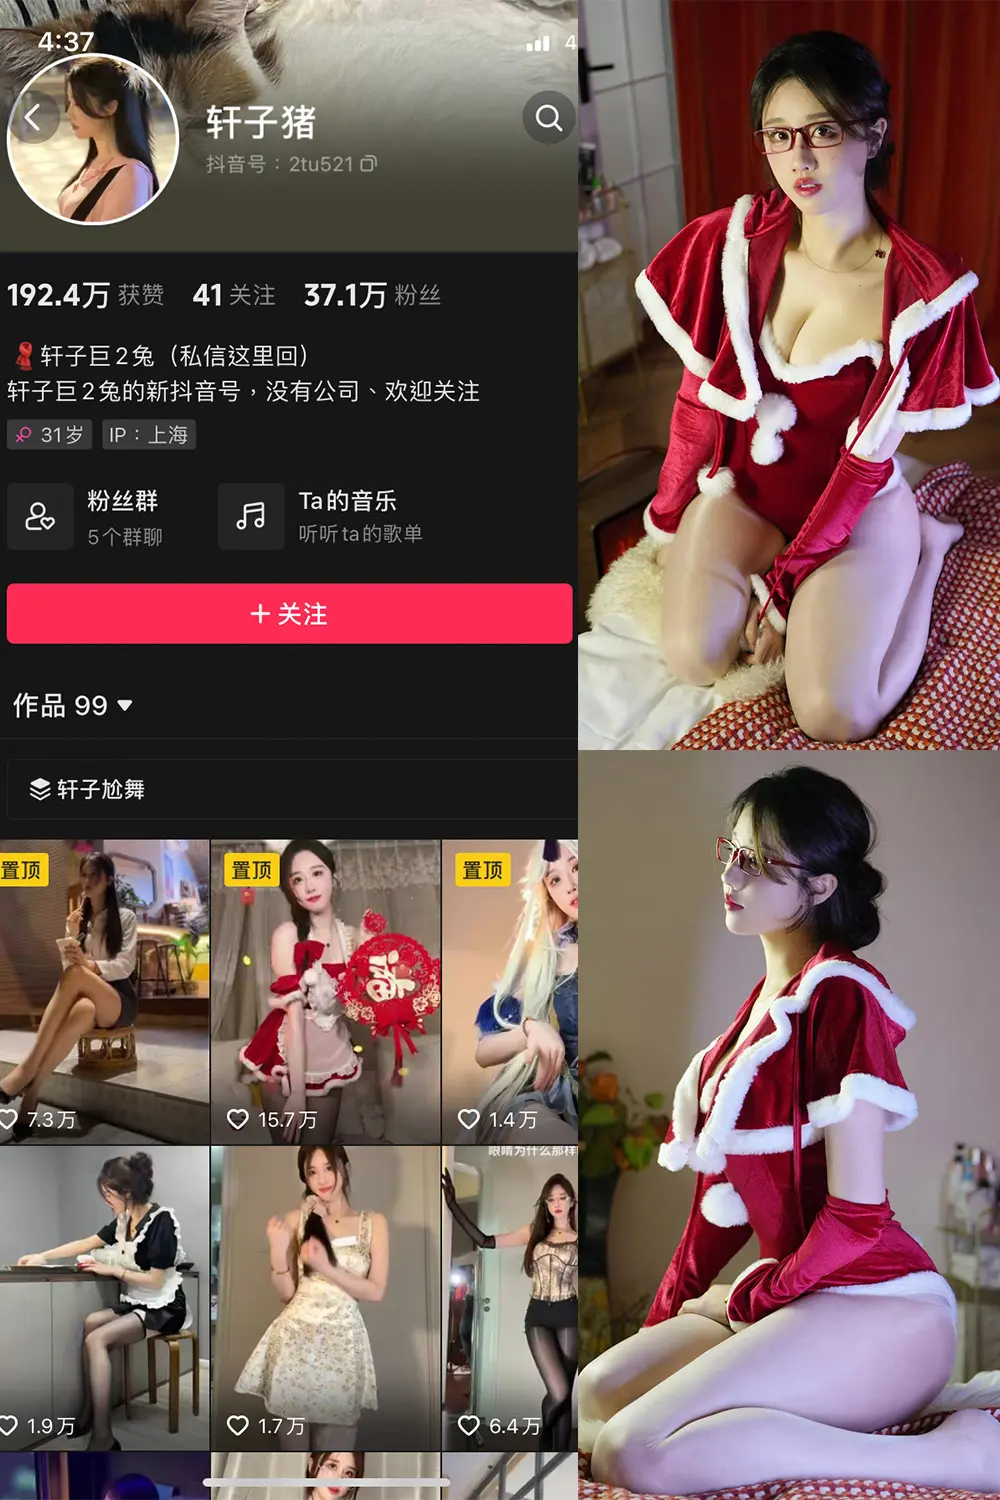 4:37
4
轩子猪
抖音号：2tu521
192.4万 获赞 41 关注 37.1万 粉丝
轩子巨2兔（私信这里回）
轩子巨2兔的新抖音号，没有公司、欢迎关注
31岁 IP：上海
粉丝群
5个群聊
Ta的音乐
听听ta的歌单
+ 关注
作品 99
轩子尬舞
置顶 置顶 置顶
福
7.3万 15.7万 1.4万
眼睛为什么那样
1.9万 1.7万 6.4万